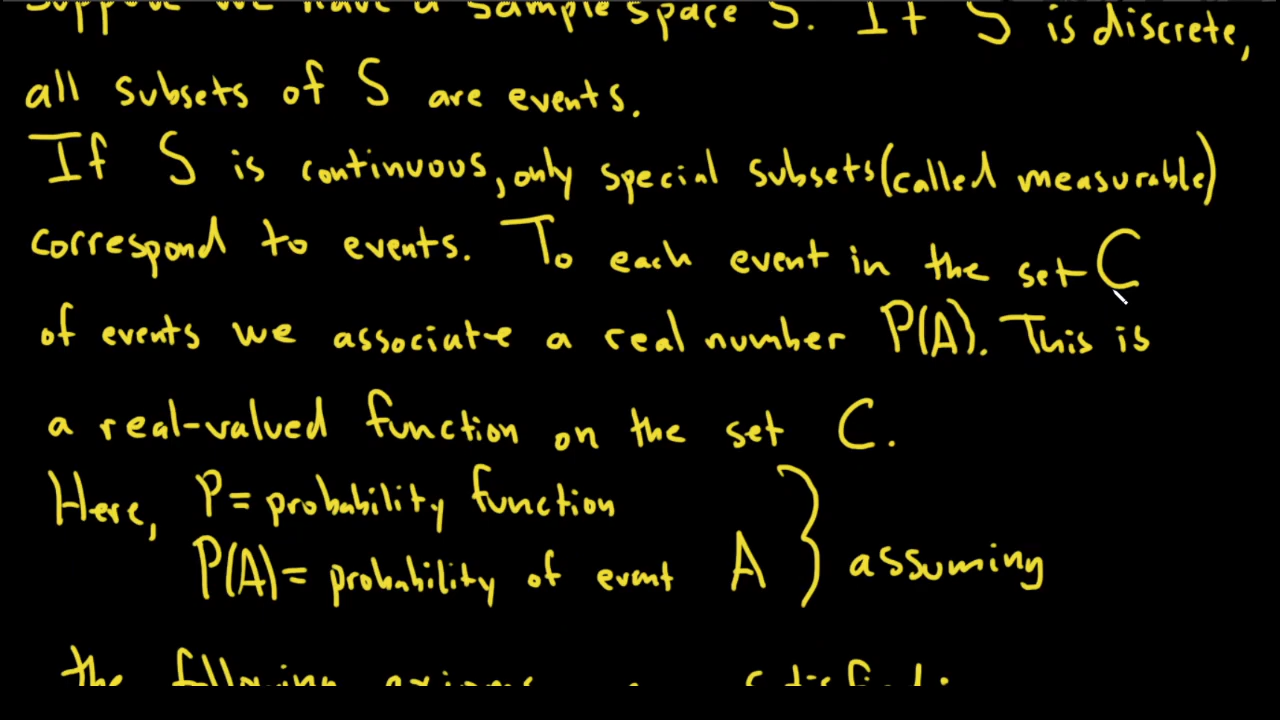 Suppose we have a sample space S. If S is discrete,
all subsets of S are events.
If S is continuous, only special subsets (called measurable)
correspond to events. To each event in the set C
of events we associate a real number P(A). This is
a real-valued function on the set C.
Here, P = probability function
P(A) = probability of event A } assuming
the following axioms satisfied: